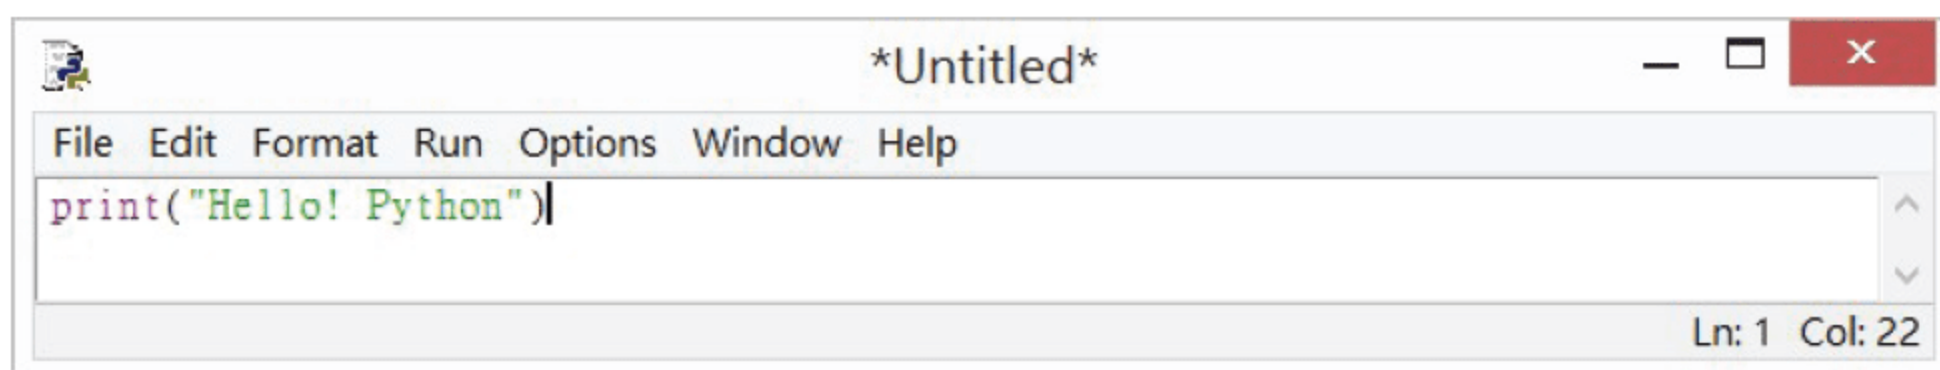 *Untitled*
File Edit Format Run Options Window Help
print("Hello! Python")
Ln: 1 Col: 22